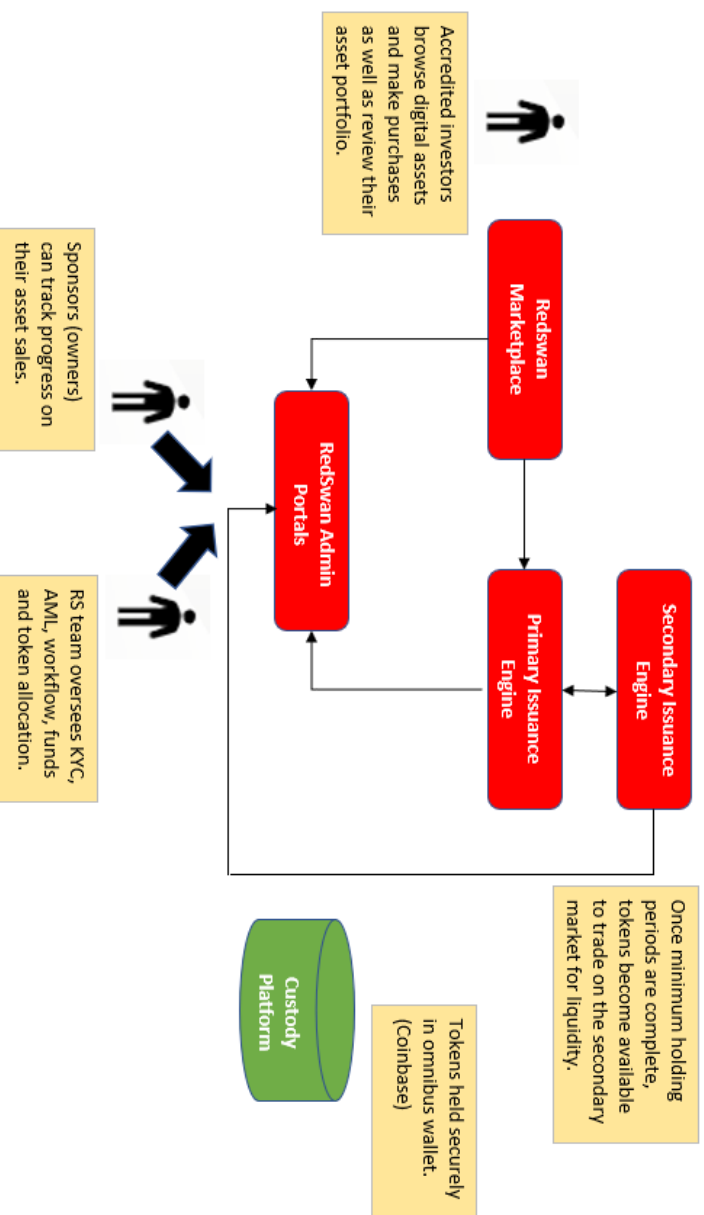 Once minimum holding
periods are complete,
tokens become available
to trade on the secondary
market for liquidity.
Secondary Issuance
Engine
Accredited investors
browse digital assets
and make purchases
as well as review their
asset portfolio.
Redswan
Marketplace
Primary Issuance
Engine
Tokens held securely
in omnibus wallet.
(Coinbase)
RedSwan Admin
Portals
Custody
Platform
Sponsors (owners)
can track progress on
their asset sales.
RS team oversees KYC,
AML, workflow, funds
and token allocation.